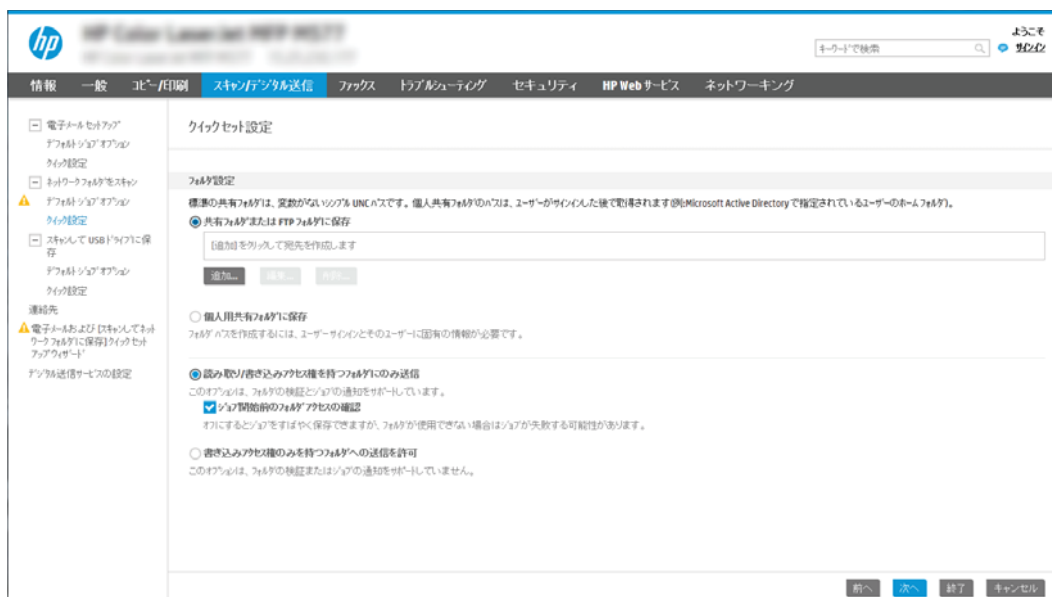 ようこそ
hp
キーワードで検索
サインイン
情報 一般 コピー/印刷 スキャン/デジタル送信 ファックス トラブルシューティング セキュリティ HP Web サービス ネットワーキング
電子メール セットアップ
デフォルト ジョブ オプション
クイック設定
ネットワーク フォルダをスキャン
デフォルト ジョブ オプション
クイック設定
スキャンして USB ドライブに保
存
デフォルト ジョブ オプション
クイック設定
連絡先
電子メールおよび [スキャンしてネット
ワーク フォルダに保存] クイック セット
アップ ウィザード
デジタル送信サービスの設定
クイック セット設定
フォルダ設定
標準の共有フォルダは、変数がないシンプル UNC パスです。個人共有フォルダのパスは、ユーザーがサインインした後で取得されます(例:Microsoft Active Directory で指定されているユーザーのホーム フォルダ)。
共有フォルダまたは FTP フォルダに保存
[追加] をクリックして宛先を作成します
追加... 編集...
個人用共有フォルダに保存
フォルダ パスを作成するには、ユーザー サインインとそのユーザーに固有の情報が必要です。
読み取り/書き込みアクセス権を持つフォルダにのみ送信
このオプションは、フォルダの検証とジョブの通知をサポートしています。
ジョブ開始前のフォルダ アクセスの確認
オフにするとジョブをすばやく保存できますが、フォルダが使用できない場合はジョブが失敗する可能性があります。
書き込みアクセス権のみを持つフォルダへの送信を許可
このオプションは、フォルダの検証またはジョブの通知をサポートしていません。
前へ 次へ 終了 キャンセル